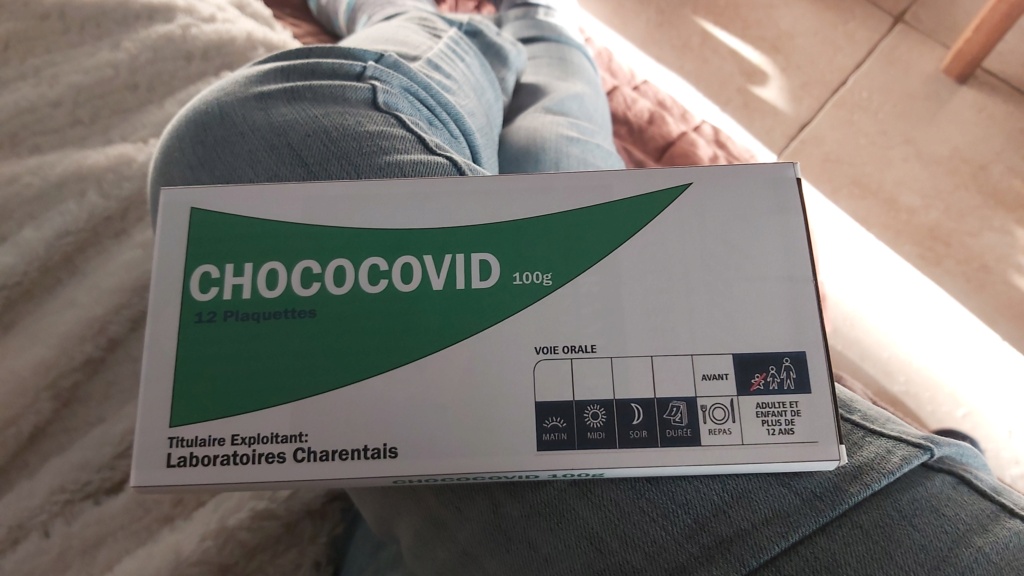 CHOCOCOVID 100g
12 Plaquettes
VOIE ORALE
AVANT
MATIN
MIDI
SOIR
DURÉE
REPAS
ADULTE ET
ENFANT DE
PLUS DE
12 ANS
Titulaire Exploitant:
Laboratoires Charentais
CHOCOCOVID 100g